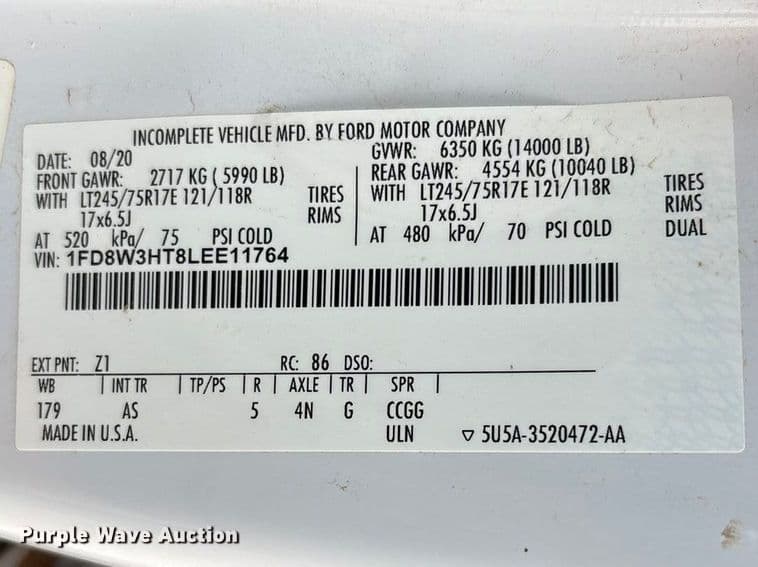 INCOMPLETE VEHICLE MFD. BY FORD MOTOR COMPANY
DATE: 08/20 GVWR: 6350 KG (14000 LB)
FRONT GAWR: 2717 KG ( 5990 LB) REAR GAWR: 4554 KG (10040 LB)
WITH LT245/75R17E 121/118R TIRES WITH LT245/75R17E 121/118R TIRES
17x6.5J RIMS 17x6.5J RIMS
AT 520 kPa/ 75 PSI COLD AT 480 kPa/ 70 PSI COLD DUAL
VIN: 1FD8W3HT8LEE11764
EXT PNT: Z1 RC: 86 DSO:
WB | INT TR | TP/PS | R | AXLE | TR | SPR |
179 AS 5 4N G CCGG
MADE IN U.S.A. ULN ▽ 5U5A-3520472-AA
Purple Wave Auction